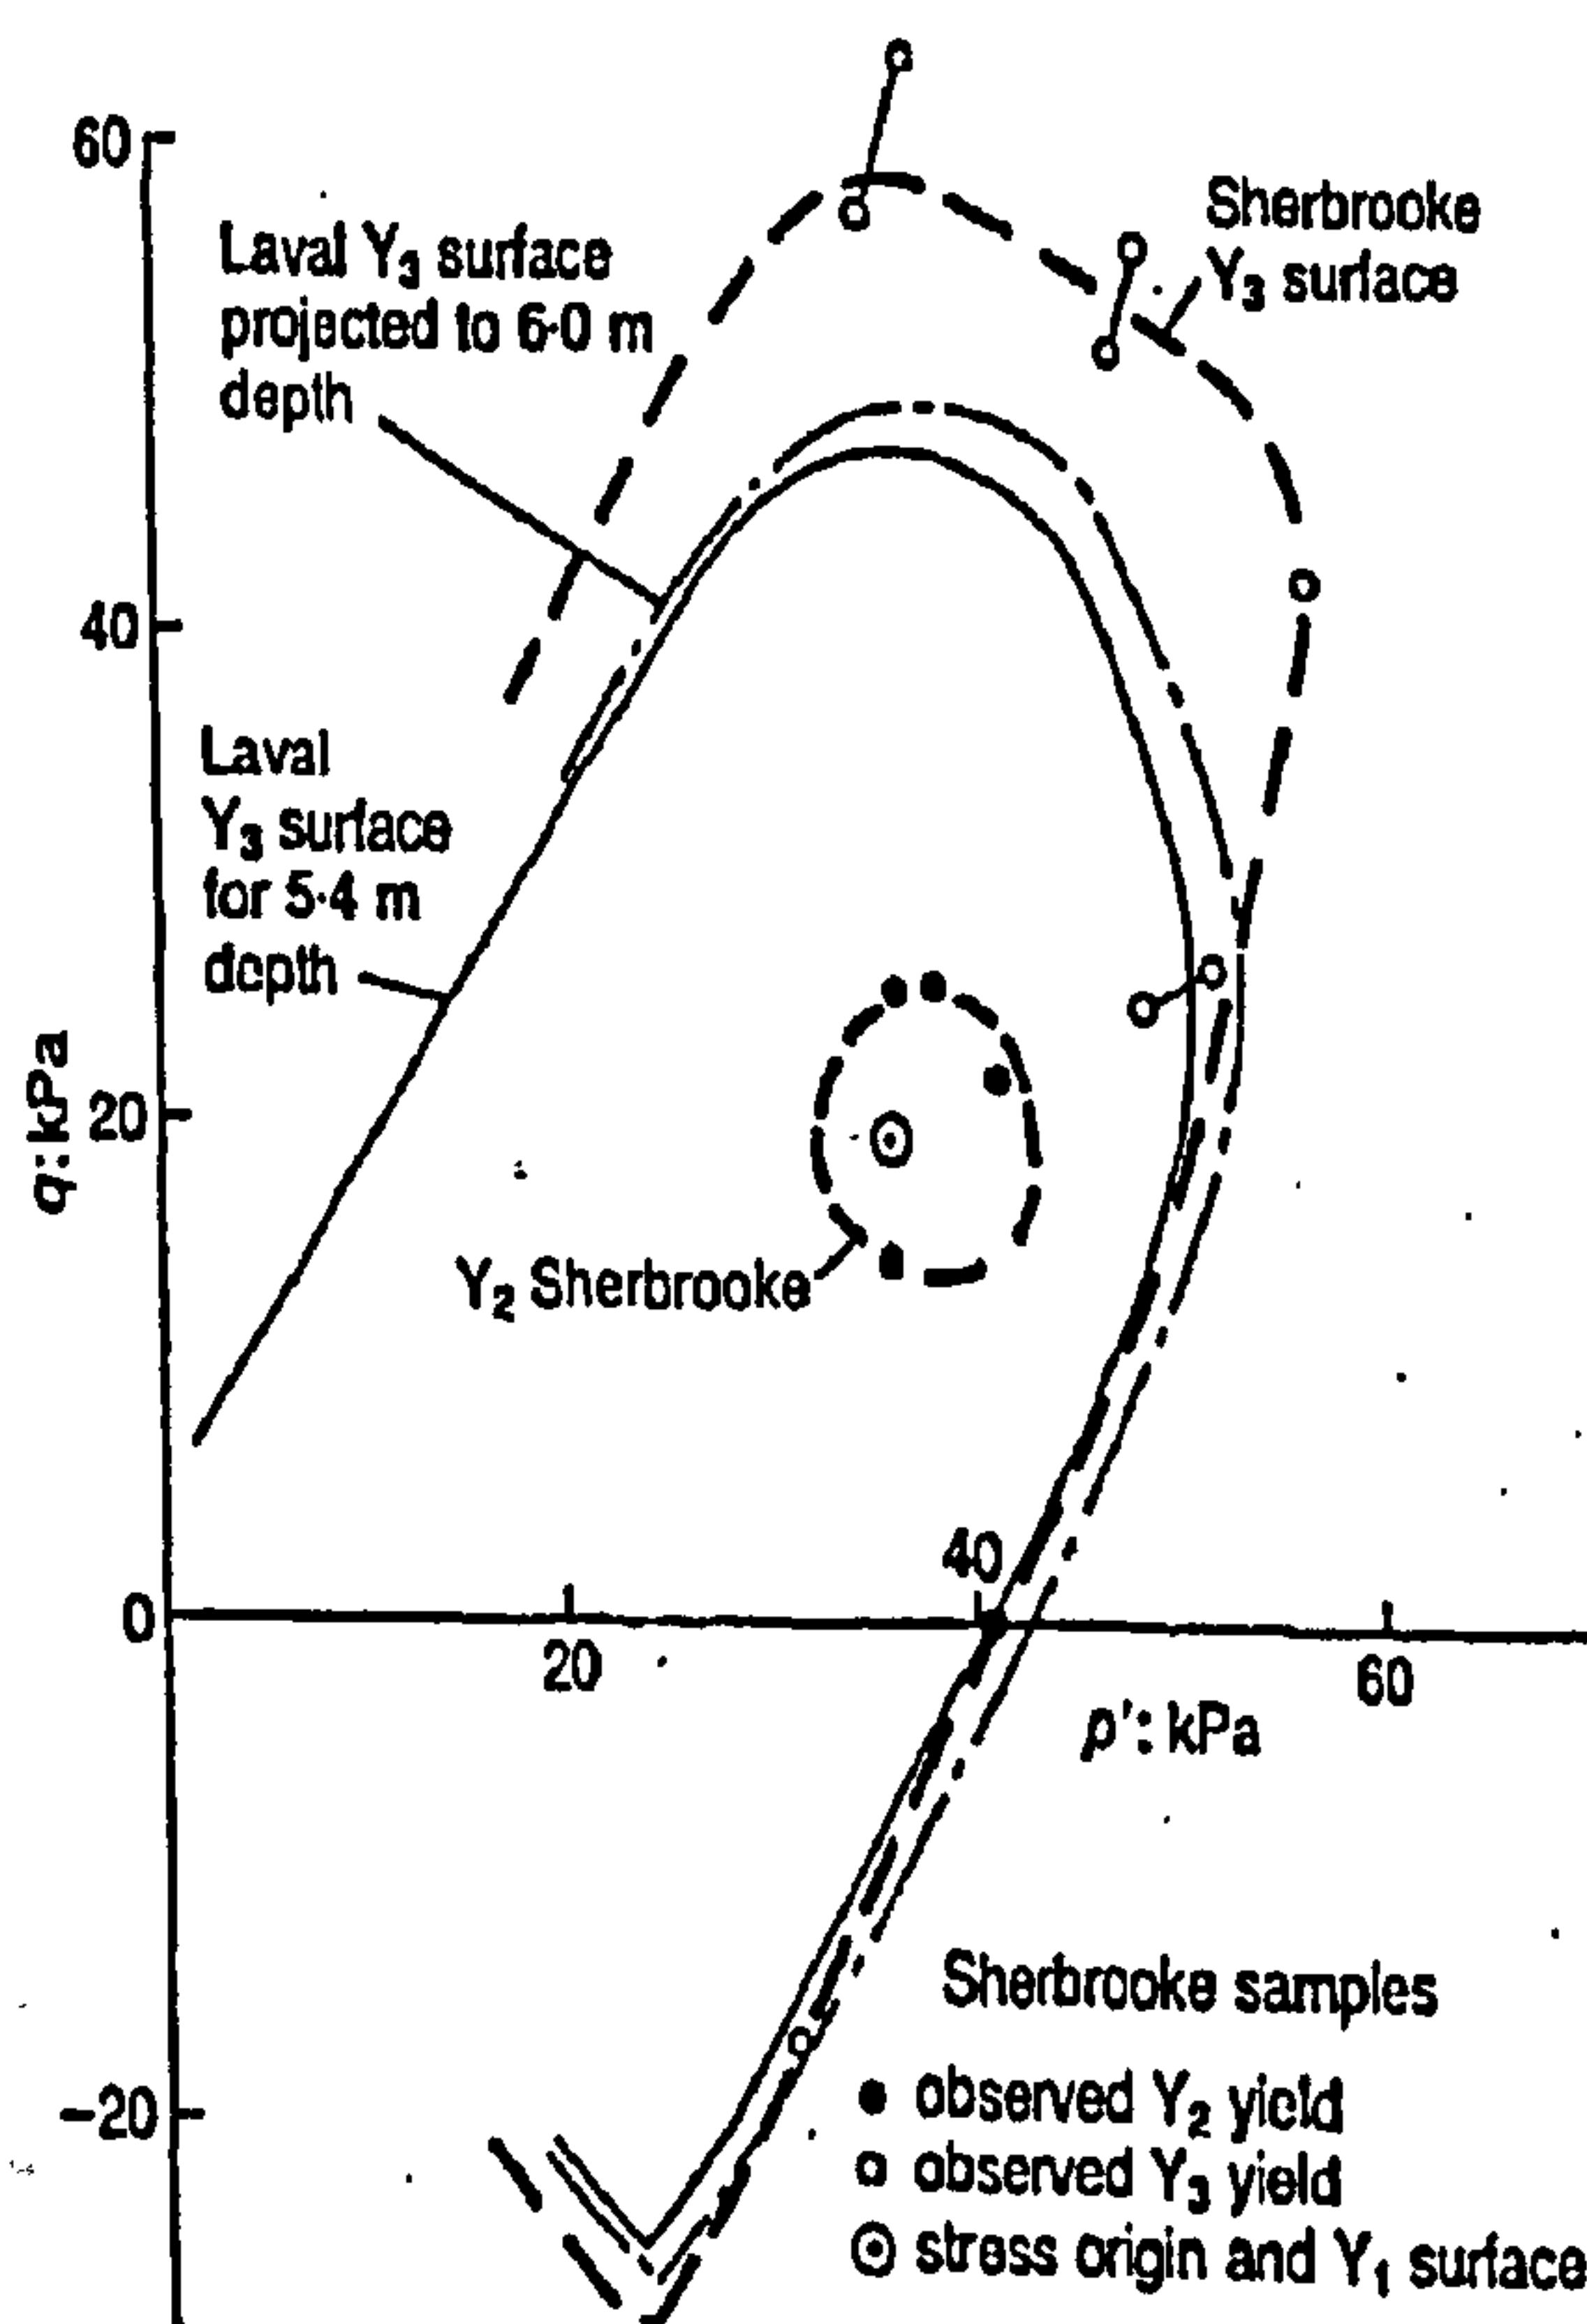 60
Sherbrooke
Y3 surface
Laval Y3 surface
projected to 6·0 m
depth
40
Laval
Y3 surface
for 5·4 m
depth
q: kPa
20
Y2 Sherbrooke
40
0
20
60
p': kPa
Sherbrooke samples
-20
observed Y2 yield
observed Y3 yield
stress origin and Y1 surface